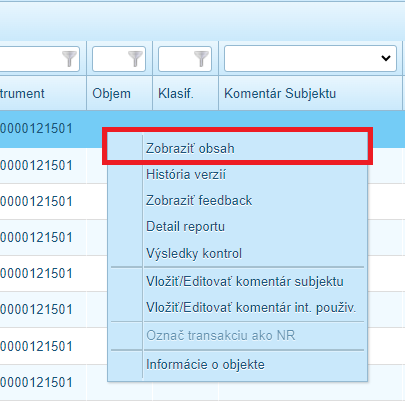 trument Objem Klasif. Komentár Subjektu
0000121501
Zobraziť obsah
0000121501
História verzií
0000121501
Zobraziť feedback
Detail reportu
0000121501
Výsledky kontrol
0000121501
Vložiť/Editovať komentár subjektu
0000121501
Vložiť/Editovať komentár int. použiv.
0000121501
Označ transakciu ako NR
Informácie o objekte
0000121501